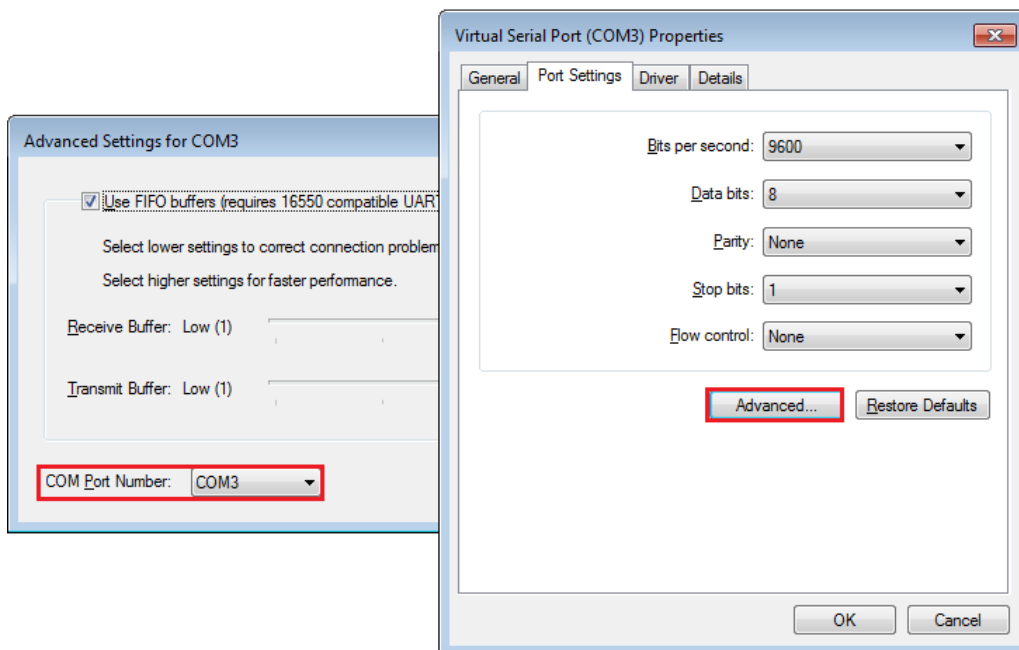 Advanced Settings for COM3
Use FIFO buffers (requires 16550 compatible UART
Select lower settings to correct connection problem
Select higher settings for faster performance.
Receive Buffer: Low (1)
Transmit Buffer: Low (1)
COM Port Number: COM3
Virtual Serial Port (COM3) Properties
General Port Settings Driver Details
Bits per second: 9600
Data bits: 8
Parity: None
Stop bits: 1
Flow control: None
Advanced... Restore Defaults
OK Cancel